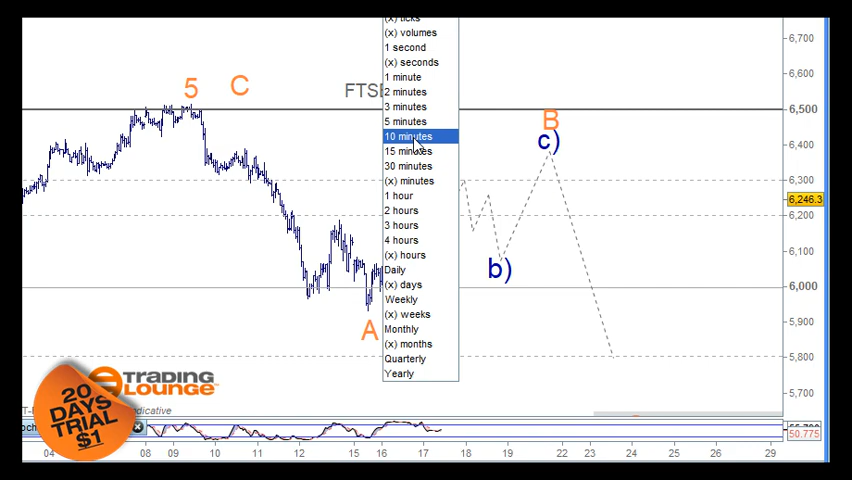 (x) ticks
(x) volumes
1 second
(x) seconds
1 minute
2 minutes
3 minutes
5 minutes
10 minutes
15 minutes
30 minutes
(x) minutes
1 hour
2 hours
3 hours
4 hours
(x) hours
Daily
(x) days
Weekly
(x) weeks
Monthly
(x) months
Quarterly
Yearly
5
C
FTSE
B
c)
b)
A
6,700
6,600
6,500
6,400
6,300
6,246.3
6,200
6,100
6,000
5,900
5,800
5,700
TRADING
LOUNGE
20
DAYS
TRIAL
$1
indicative
50.775
04
08
09
10
11
12
15
16
17
18
19
22
23
24
25
26
29